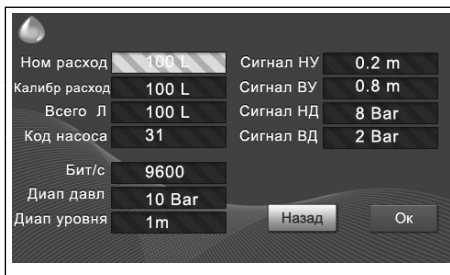 Ном расход 100 L
Калибр расход 100 L
Всего Л 100 L
Код насоса 31
Бит/с 9600
Диап давл 10 Bar
Диап уровня 1m
Сигнал НУ 0.2 m
Сигнал ВУ 0.8 m
Сигнал НД 8 Bar
Сигнал ВД 2 Bar
Назад Ок